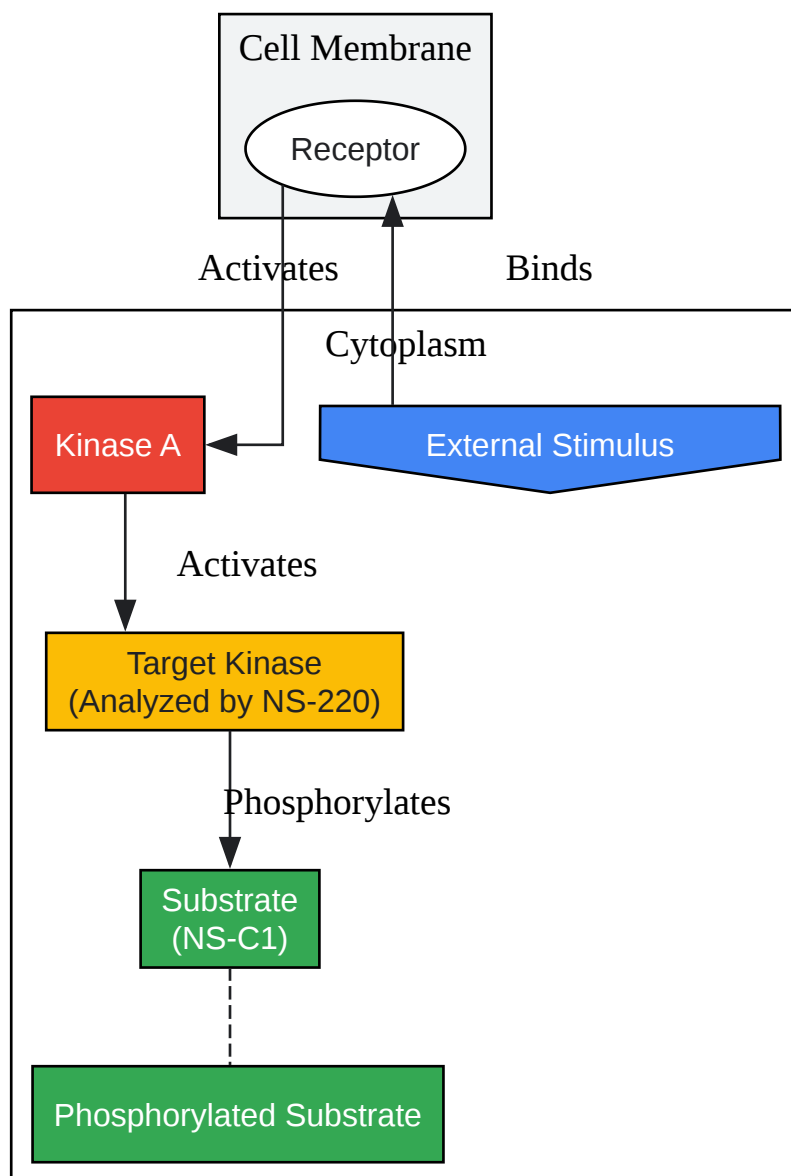 Cell Membrane
Receptor
Activates
Binds
Cytoplasm
Kinase A
External Stimulus
Activates
Target Kinase
(Analyzed by NS-220)
Phosphorylates
Substrate
(NS-C1)
Phosphorylated Substrate